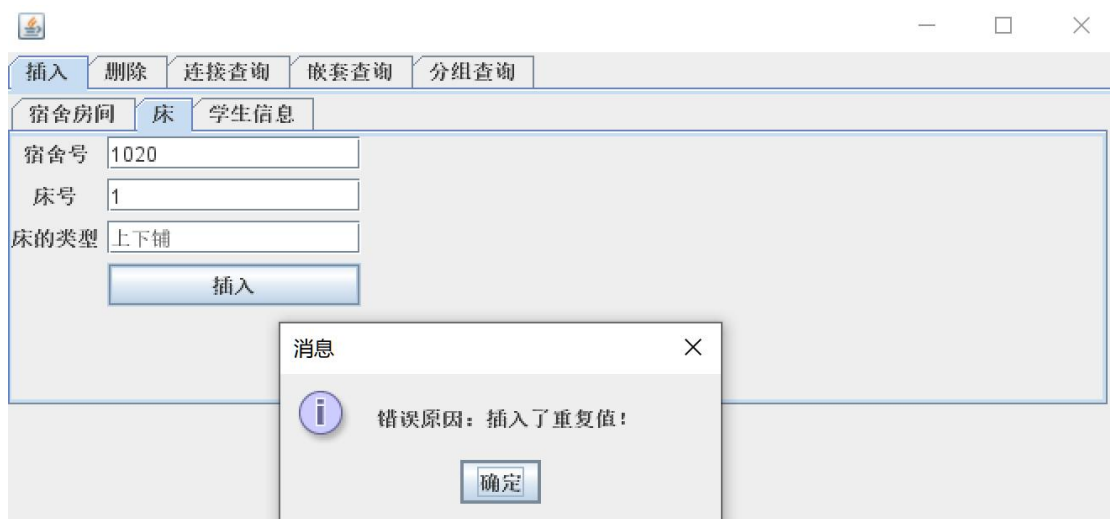 插入 删除 连接查询 嵌套查询 分组查询
宿舍房间 床 学生信息
宿舍号 1020
床号 1
床的类型 上下铺
插入
消息
错误原因：插入了重复值！
确定